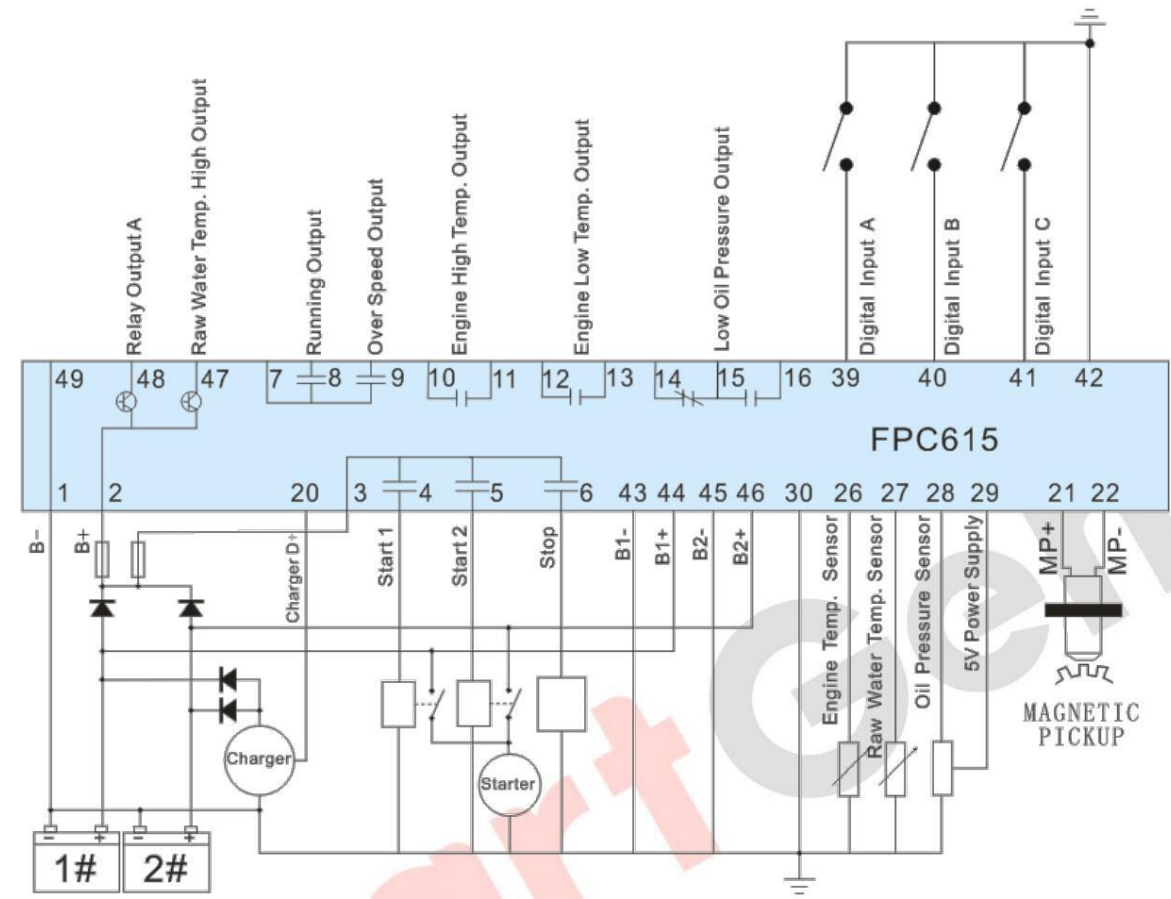 Relay Output A
Raw Water Temp. High Output
Running Output
Over Speed Output
Engine High Temp. Output
Engine Low Temp. Output
Low Oil Pressure Output
Digital Input A
Digital Input B
Digital Input C
49 48 47 7 8 9 10 11 12 13 14 15 16 39 40 41 42
FPC615
1 2 20 3 4 5 6 43 44 45 46 30 26 27 28 29 21 22
B-
B+
Charger D+
Start 1
Start 2
Stop
B1-
B1+
B2-
B2+
Engine Temp. Sensor
Raw Water Temp. Sensor
Oil Pressure Sensor
5V Power Supply
MP+
MP-
MAGNETIC
PICKUP
Charger
Starter
- +
- +
1#
2#